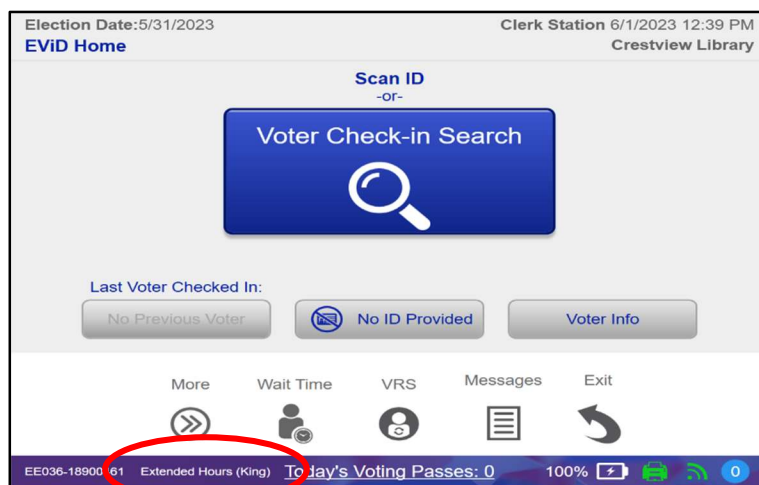 Election Date:5/31/2023 Clerk Station 6/1/2023 12:39 PM
EViD Home Crestview Library
Scan ID
-or-
Voter Check-in Search
Last Voter Checked In:
No Previous Voter No ID Provided Voter Info
More Wait Time VRS Messages Exit
Extended Hours (King) Today's Voting Passes: 0 100% 0